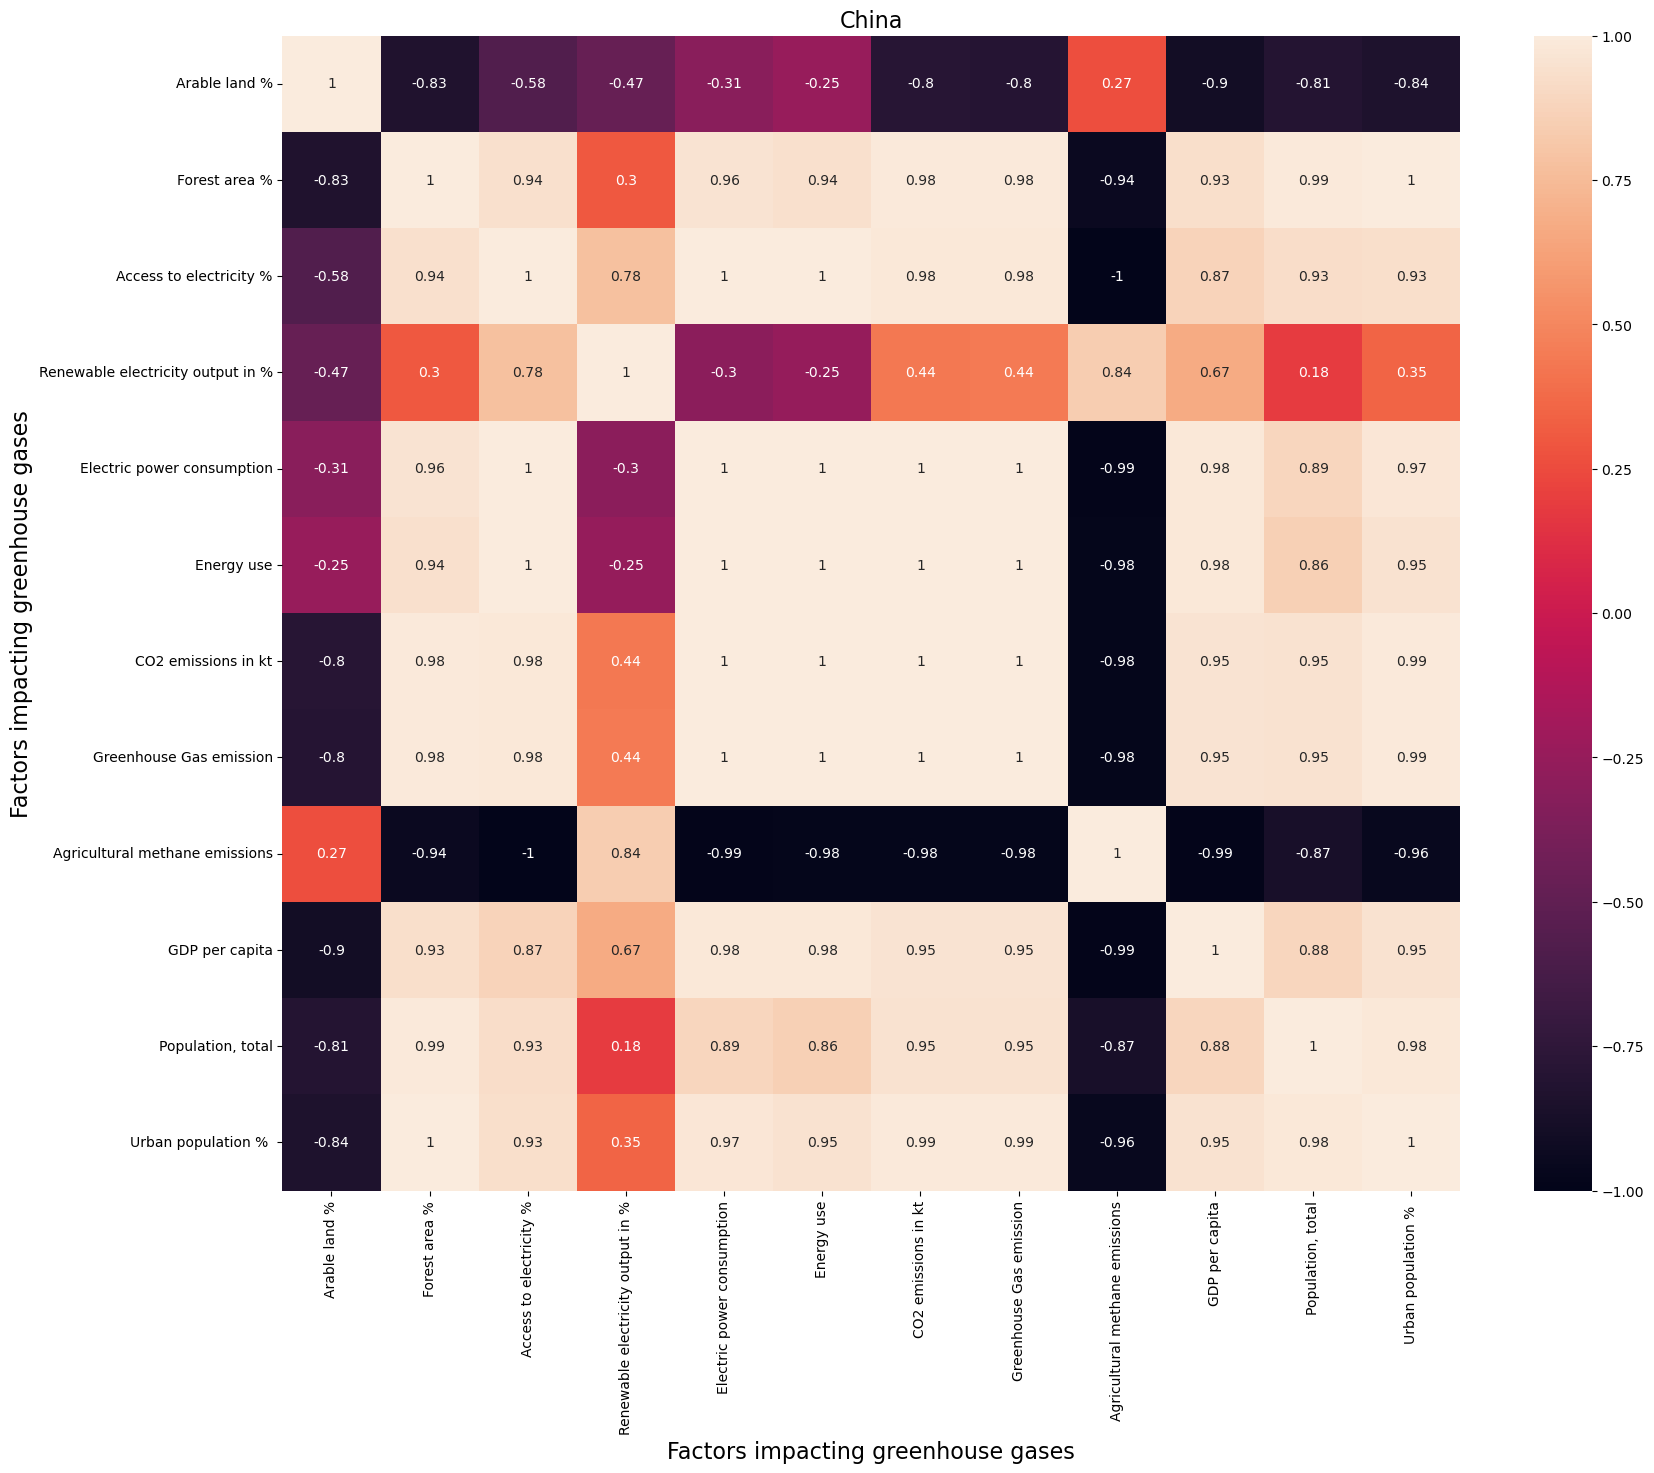 China
Arable land % 1 -0.83 -0.58 -0.47 -0.31 -0.25 -0.8 -0.8 0.27 -0.9 -0.81 -0.84
Forest area % -0.83 1 0.94 0.3 0.96 0.94 0.98 0.98 -0.94 0.93 0.99 1
Access to electricity % -0.58 0.94 1 0.78 1 1 0.98 0.98 -1 0.87 0.93 0.93
Renewable electricity output in % -0.47 0.3 0.78 1 -0.3 -0.25 0.44 0.44 0.84 0.67 0.18 0.35
Electric power consumption -0.31 0.96 1 -0.3 1 1 1 1 -0.99 0.98 0.89 0.97
Energy use -0.25 0.94 1 -0.25 1 1 1 1 -0.98 0.98 0.86 0.95
CO2 emissions in kt -0.8 0.98 0.98 0.44 1 1 1 1 -0.98 0.95 0.95 0.99
Greenhouse Gas emission -0.8 0.98 0.98 0.44 1 1 1 1 -0.98 0.95 0.95 0.99
Agricultural methane emissions 0.27 -0.94 -1 0.84 -0.99 -0.98 -0.98 -0.98 1 -0.99 -0.87 -0.96
GDP per capita -0.9 0.93 0.87 0.67 0.98 0.98 0.95 0.95 -0.99 1 0.88 0.95
Population, total -0.81 0.99 0.93 0.18 0.89 0.86 0.95 0.95 -0.87 0.88 1 0.98
Urban population % -0.84 1 0.93 0.35 0.97 0.95 0.99 0.99 -0.96 0.95 0.98 1
Factors impacting greenhouse gases
Arable land %
Forest area %
Access to electricity %
Renewable electricity output in %
Electric power consumption
Energy use
CO2 emissions in kt
Greenhouse Gas emission
Agricultural methane emissions
GDP per capita
Population, total
Urban population %
Factors impacting greenhouse gases
1.00
0.75
0.50
0.25
0.00
−0.25
−0.50
−0.75
−1.00